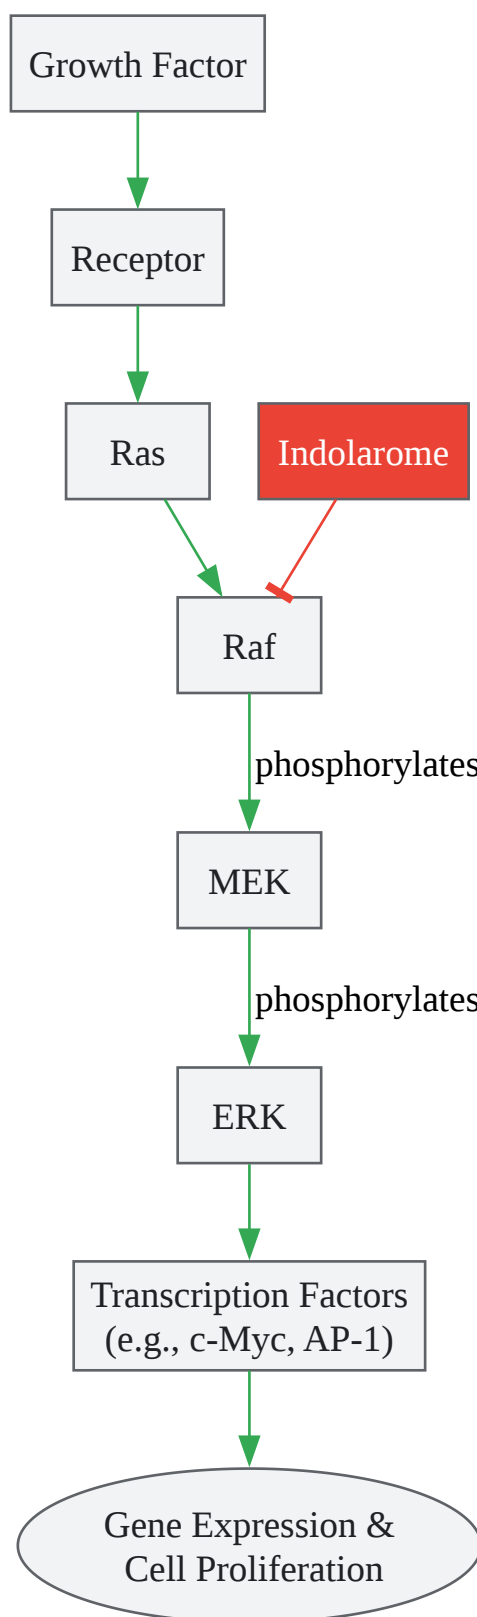 Growth Factor
Receptor
Ras
Indolarome
Raf
phosphorylates
MEK
phosphorylates
ERK
Transcription Factors
(e.g., c-Myc, AP-1)
Gene Expression &
Cell Proliferation